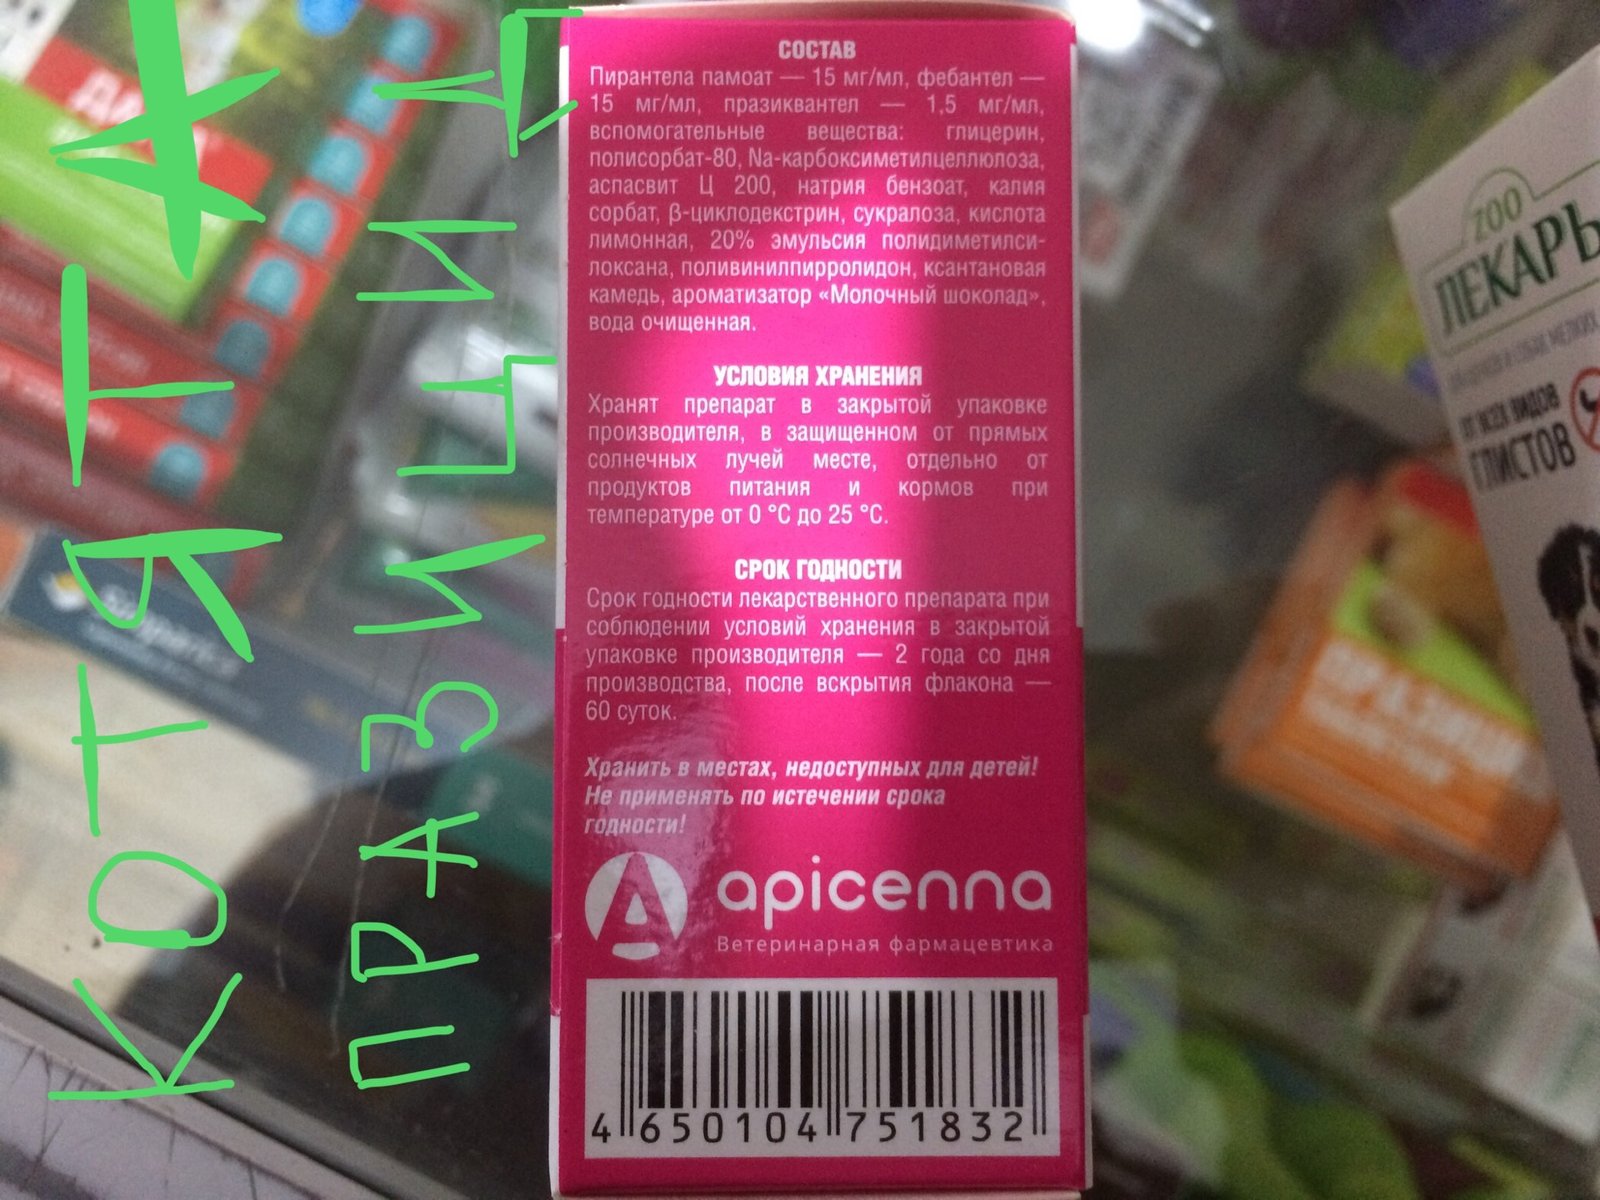 КОТЯТА
ПРАЗИЦИД
СОСТАВ
Пирантела памоат — 15 мг/мл, фебантел —
15 мг/мл, празиквантел — 1,5 мг/мл,
вспомогательные вещества: глицерин,
полисорбат-80, Na-карбоксиметилцеллюлоза,
аспасвит Ц 200, натрия бензоат, калия
сорбат, β-циклодекстрин, сукралоза, кислота
лимонная, 20% эмульсия полидиметилси-
локсана, поливинилпирролидон, ксантановая
камедь, ароматизатор «Молочный шоколад»,
вода очищенная.
УСЛОВИЯ ХРАНЕНИЯ
Хранят препарат в закрытой упаковке
производителя, в защищенном от прямых
солнечных лучей месте, отдельно от
продуктов питания и кормов при
температуре от 0 °С до 25 °С.
СРОК ГОДНОСТИ
Срок годности лекарственного препарата при
соблюдении условий хранения в закрытой
упаковке производителя — 2 года со дня
производства, после вскрытия флакона —
60 суток.
Хранить в местах, недоступных для детей!
Не применять по истечении срока
годности!
apicenna
Ветеринарная фармацевтика
4 650104 751832
ZOO
ЛЕКАРЬ
ОТ ВСЕХ ВИДОВ
ГЛИСТОВ
ПРАЗИЦИ